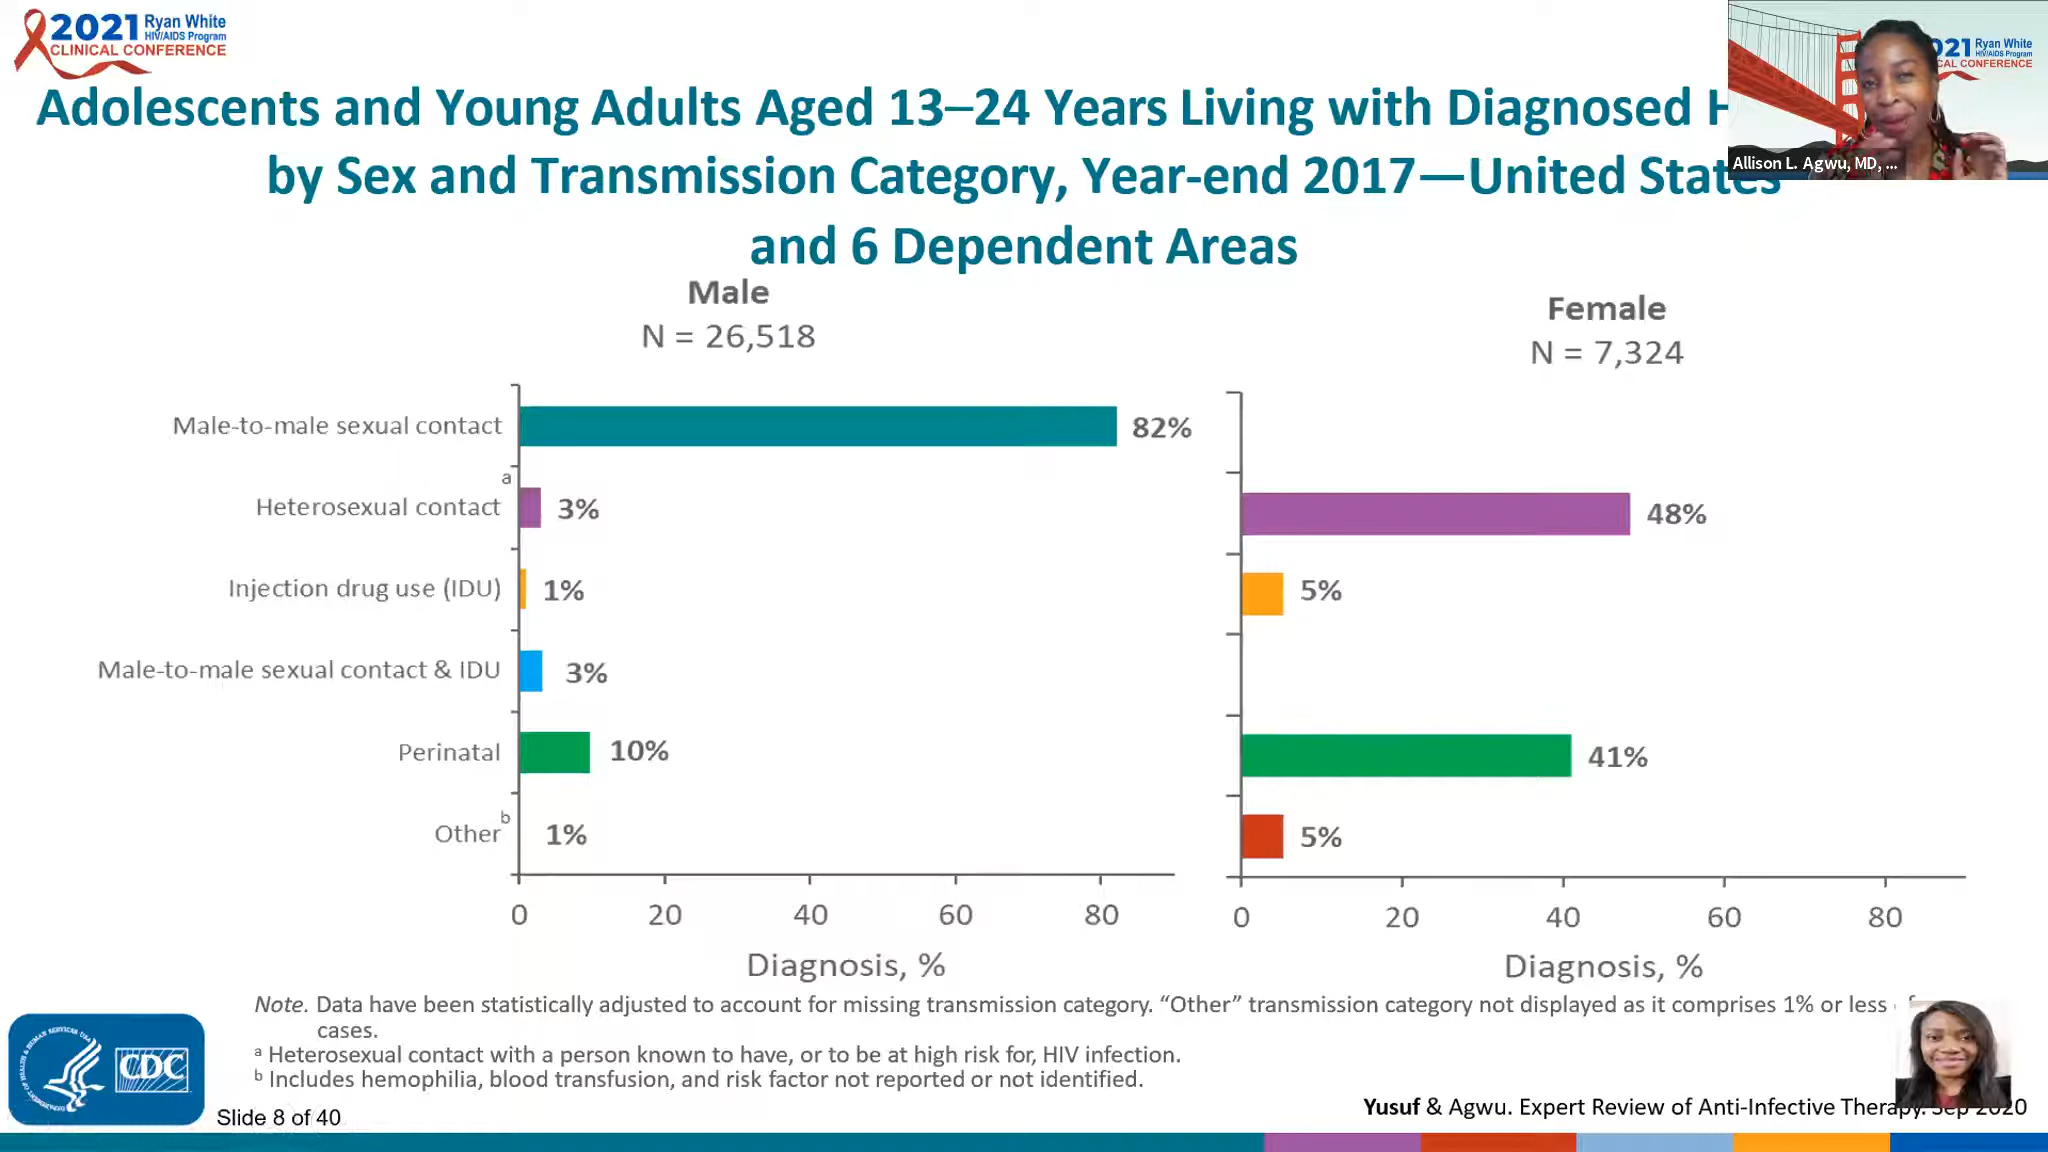 2021 Ryan White
HIV/AIDS Program
CLINICAL CONFERENCE
021 Ryan White
HIV/AIDS Program
CAL CONFERENCE
Allison L. Agwu, MD, ...
Adolescents and Young Adults Aged 13–24 Years Living with Diagnosed H
by Sex and Transmission Category, Year-end 2017—United States
and 6 Dependent Areas
Male
N = 26,518
Female
N = 7,324
Male-to-male sexual contact 82%
Heterosexual contact a 3% 48%
Injection drug use (IDU) 1% 5%
Male-to-male sexual contact & IDU 3%
Perinatal 10% 41%
Other b 1% 5%
0 20 40 60 80
0 20 40 60 80
Diagnosis, %
Diagnosis, %
Note. Data have been statistically adjusted to account for missing transmission category. “Other” transmission category not displayed as it comprises 1% or less
cases.
a Heterosexual contact with a person known to have, or to be at high risk for, HIV infection.
b Includes hemophilia, blood transfusion, and risk factor not reported or not identified.
CDC
Slide 8 of 40
Yusuf & Agwu. Expert Review of Anti-Infective Therapy. Sep 2020